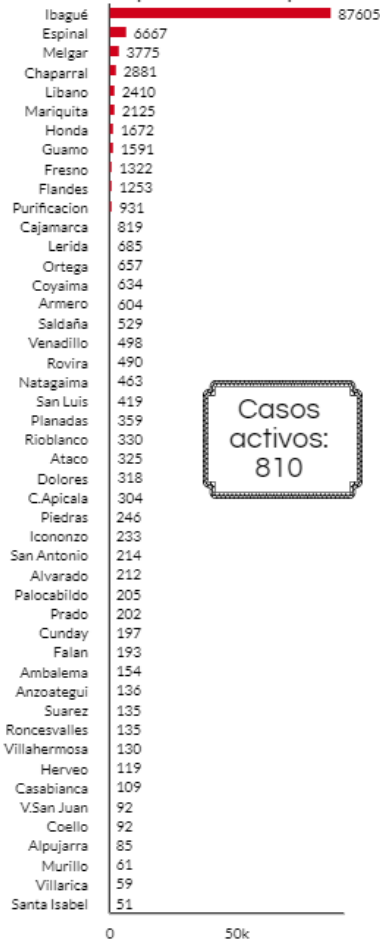 Ibagué 87605
Espinal 6667
Melgar 3775
Chaparral 2881
Libano 2410
Mariquita 2125
Honda 1672
Guamo 1591
Fresno 1322
Flandes 1253
Purificacion 931
Cajamarca 819
Lerida 685
Ortega 657
Coyaima 634
Armero 604
Saldaña 529
Venadillo 498
Rovira 490
Natagaima 463
San Luis 419
Planadas 359
Rioblanco 330
Ataco 325
Dolores 318
C.Apicala 304
Piedras 246
Icononzo 233
San Antonio 214
Alvarado 212
Palocabildo 205
Prado 202
Cunday 197
Falan 193
Ambalema 154
Anzoategui 136
Suarez 135
Roncesvalles 135
Villahermosa 130
Herveo 119
Casabianca 109
V.San Juan 92
Coello 92
Alpujarra 85
Murillo 61
Villarica 59
Santa Isabel 51
0 50k
Casos
activos:
810